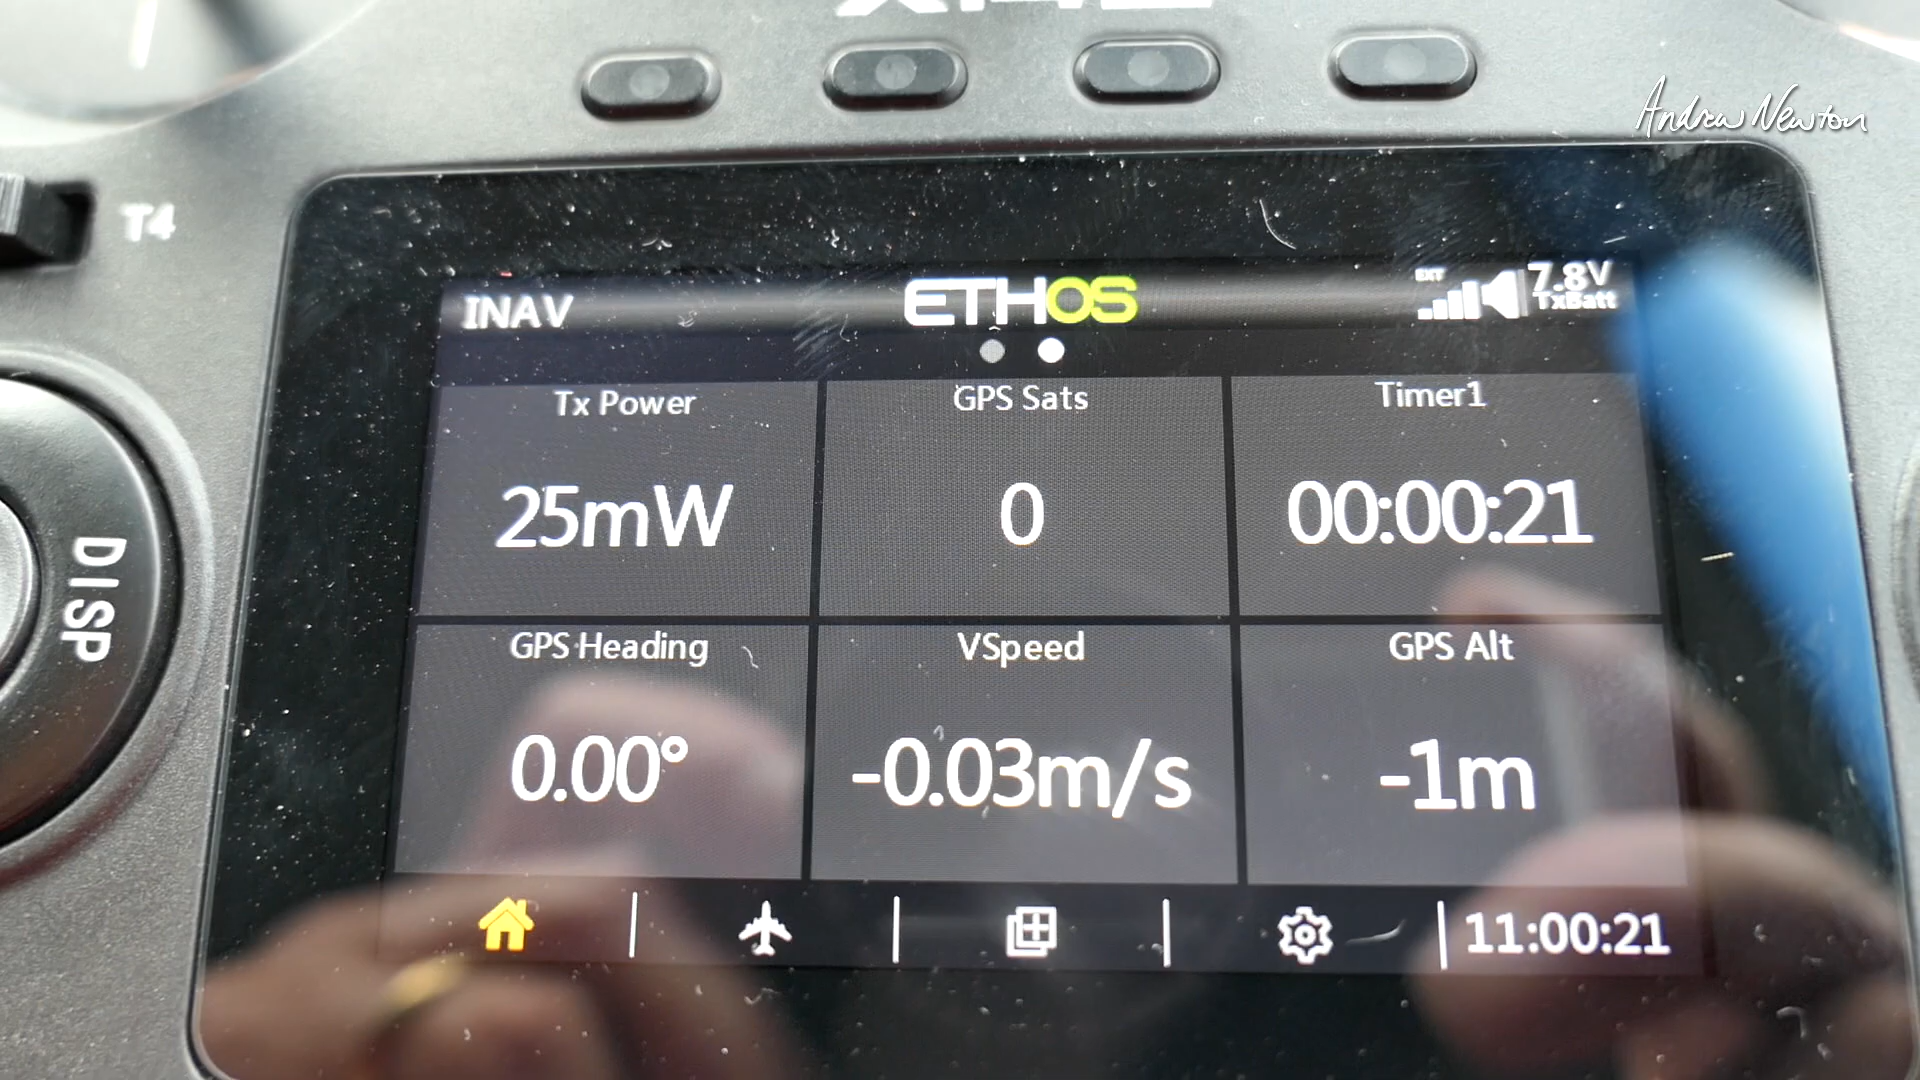 Andrew Newton
T4
INAV
ETHOS
EXT
7.8V
TxBatt
Tx Power
GPS Sats
Timer1
25mW
0
00:00:21
GPS Heading
VSpeed
GPS Alt
0.00°
-0.03m/s
-1m
DISP
11:00:21